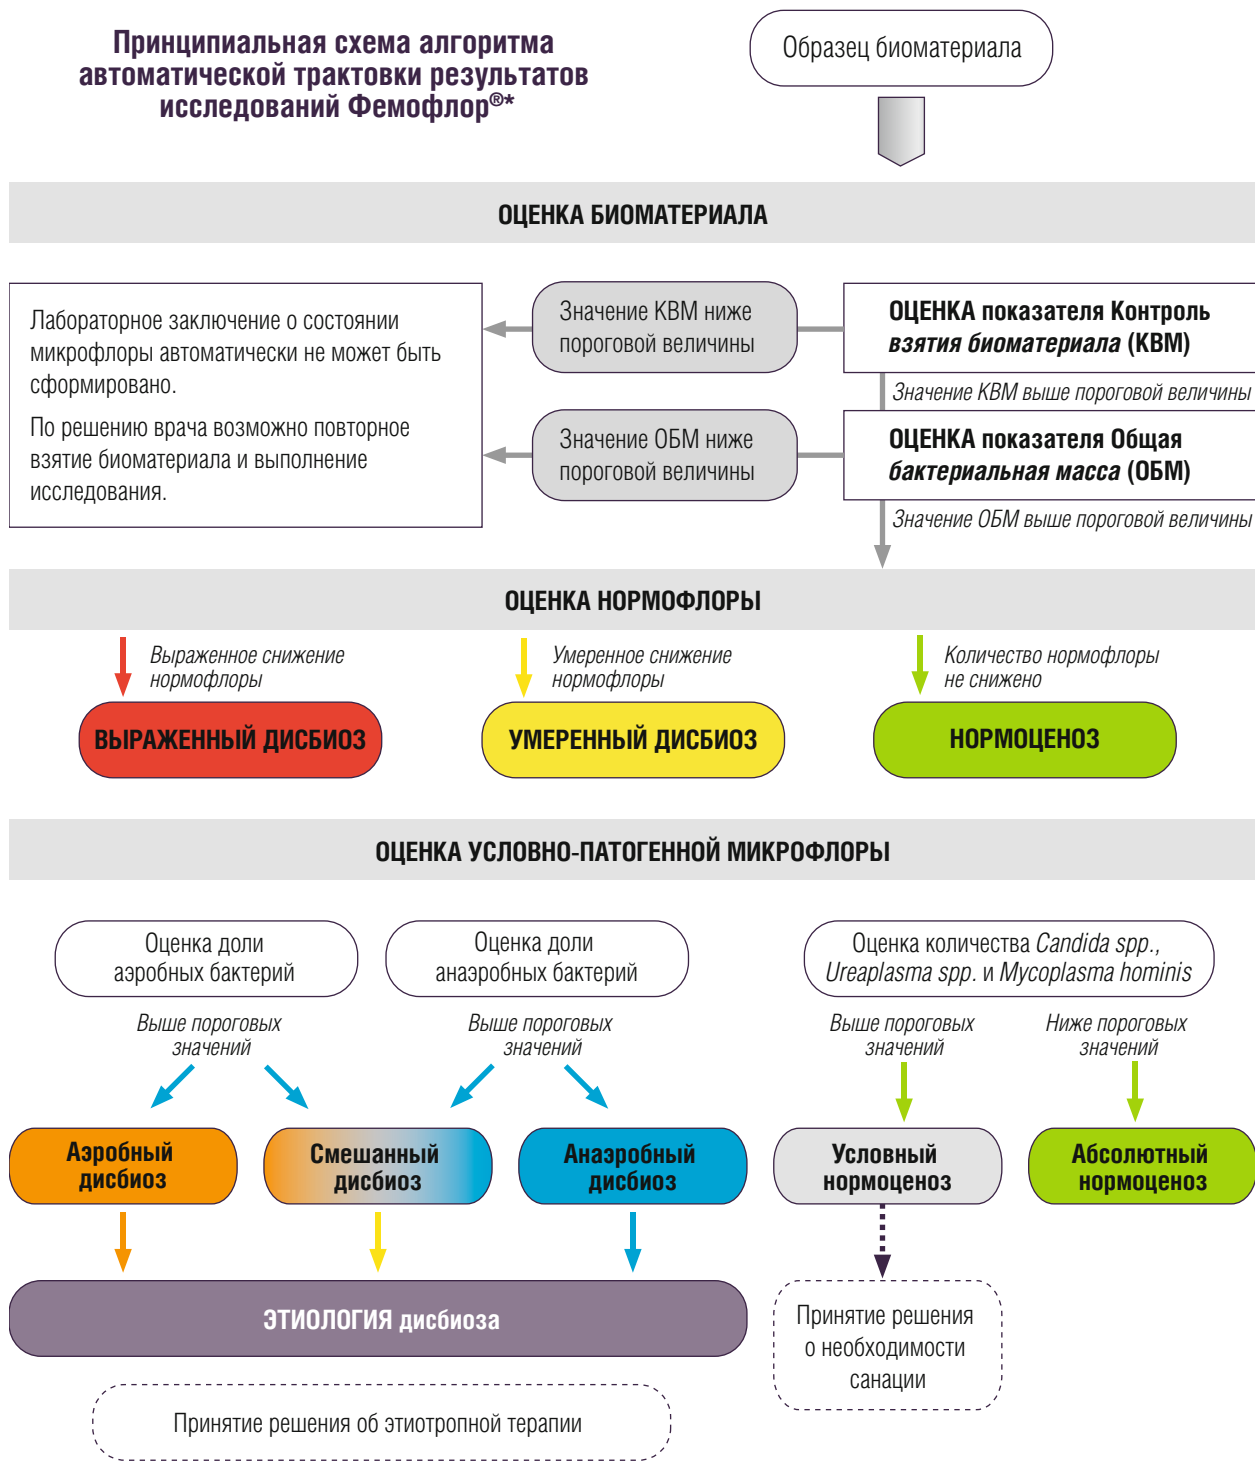 Принципиальная схема алгоритма
автоматической трактовки результатов
исследований Фемофлор®*
Образец биоматериала
ОЦЕНКА БИОМАТЕРИАЛА
Лабораторное заключение о состоянии
микрофлоры автоматически не может быть
сформировано.
По решению врача возможно повторное
взятие биоматериала и выполнение
исследования.
Значение КВМ ниже
пороговой величины
ОЦЕНКА показателя Контроль
взятия биоматериала (КВМ)
Значение КВМ выше пороговой величины
Значение ОБМ ниже
пороговой величины
ОЦЕНКА показателя Общая
бактериальная масса (ОБМ)
Значение ОБМ выше пороговой величины
ОЦЕНКА НОРМОФЛОРЫ
Выраженное снижение
нормофлоры
Умеренное снижение
нормофлоры
Количество нормофлоры
не снижено
ВЫРАЖЕННЫЙ ДИСБИОЗ
УМЕРЕННЫЙ ДИСБИОЗ
НОРМОЦЕНОЗ
ОЦЕНКА УСЛОВНО-ПАТОГЕННОЙ МИКРОФЛОРЫ
Оценка доли
аэробных бактерий
Оценка доли
анаэробных бактерий
Оценка количества Candida spp.,
Ureaplasma spp. и Mycoplasma hominis
Выше пороговых
значений
Выше пороговых
значений
Выше пороговых
значений
Ниже пороговых
значений
Аэробный
дисбиоз
Смешанный
дисбиоз
Анаэробный
дисбиоз
Условный
нормоценоз
Абсолютный
нормоценоз
ЭТИОЛОГИЯ дисбиоза
Принятие решения
о необходимости
санации
Принятие решения об этиотропной терапии